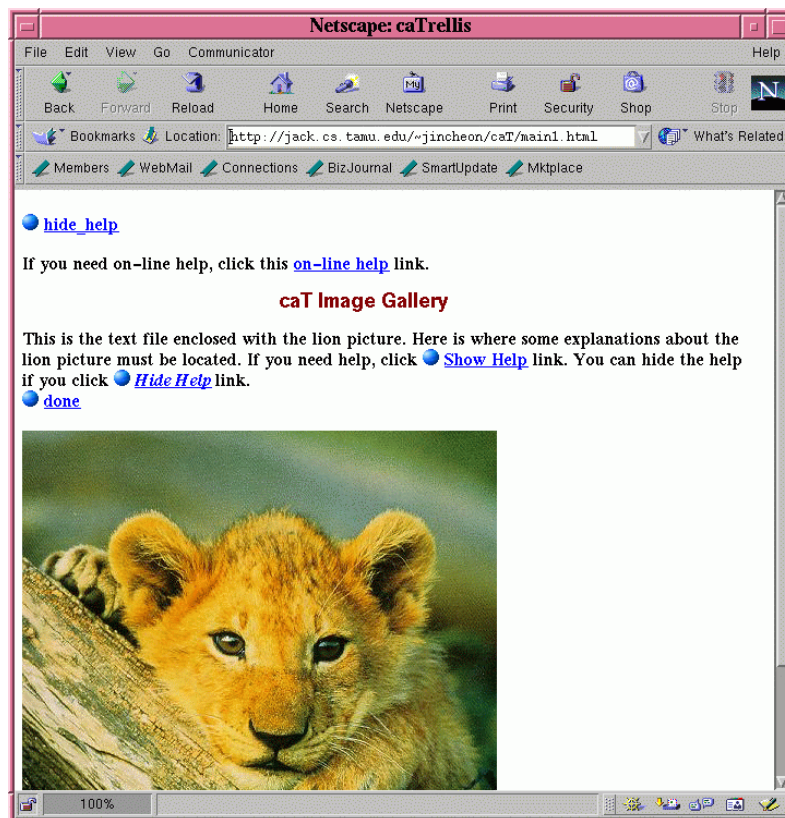 Netscape: caTrellis
File Edit View Go Communicator Help
My N
Back Forward Reload Home Search Netscape Print Security Shop Stop
Bookmarks Location: http://jack.cs.tamu.edu/~jincheon/caT/main1.html What's Related
Members WebMail Connections BizJournal SmartUpdate Mktplace
hide_help
If you need on-line help, click this on-line help link.
caT Image Gallery
This is the text file enclosed with the lion picture. Here is where some explanations about the
lion picture must be located. If you need help, click Show Help link. You can hide the help
if you click Hide Help link.
done
100%